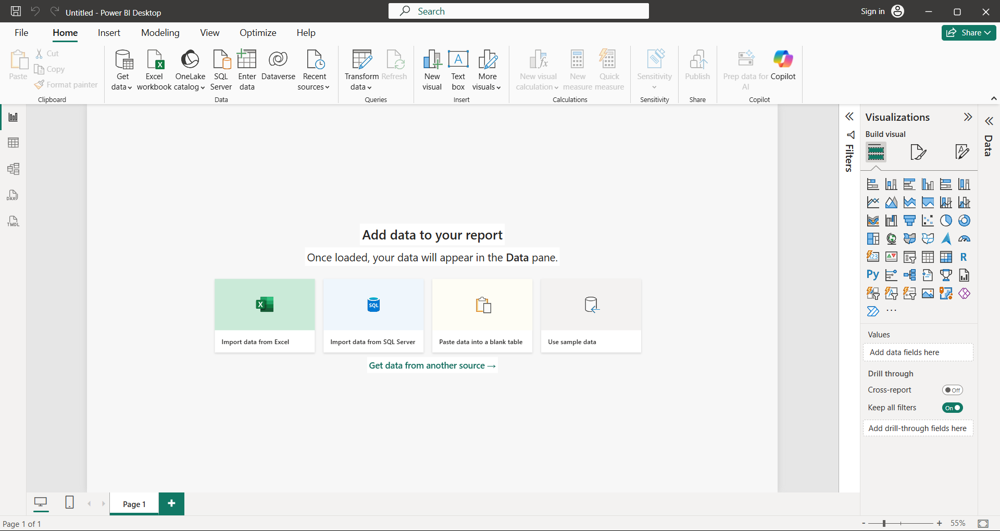 Untitled - Power BI Desktop
Search
Sign in
File
Home
Insert
Modeling
View
Optimize
Help
Share
Paste
Cut
Copy
Format painter
Clipboard
Get
data
Excel
workbook
OneLake
catalog
SQL
Server
Enter
data
Dataverse
Recent
sources
Data
Transform
data
Refresh
Queries
New
visual
A
Text
box
More
visuals
Insert
fx
New visual
calculation
New
measure
Quick
measure
Calculations
Sensitivity
Sensitivity
Publish
Share
Prep data for
AI
Copilot
Copilot
DAX
TMDL
Add data to your report
Once loaded, your data will appear in the Data pane.
X
SQL
Import data from Excel
Import data from SQL Server
Paste data into a blank table
Use sample data
Get data from another source →
Filters
Visualizations
Build visual
123
R
Py
...
Values
Add data fields here
Drill through
Cross-report
Off
Keep all filters
On
Add drill-through fields here
Data
Page 1
+
Page 1 of 1
- + 55%